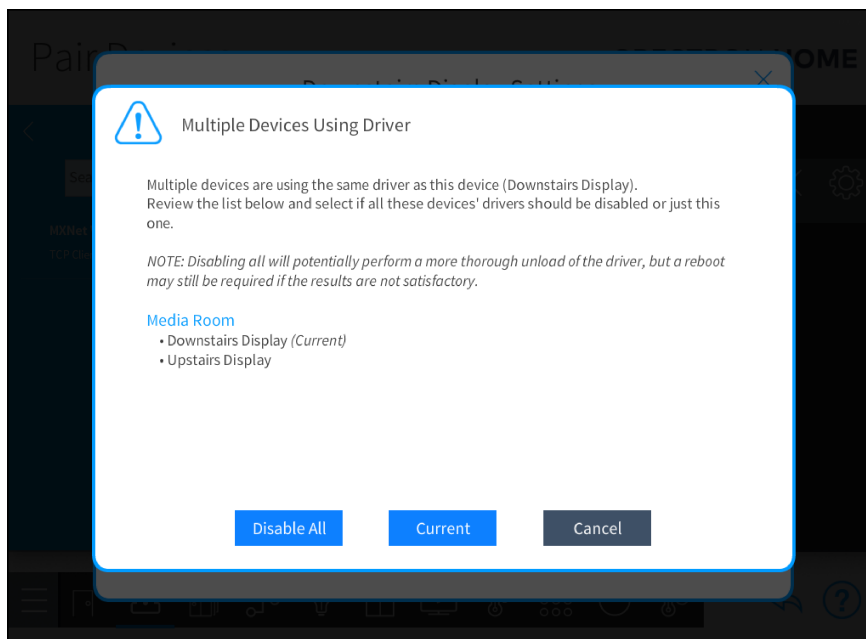 Multiple Devices Using Driver
Multiple devices are using the same driver as this device (Downstairs Display).
Review the list below and select if all these devices' drivers should be disabled or just this
one.
NOTE: Disabling all will potentially perform a more thorough unload of the driver, but a reboot
may still be required if the results are not satisfactory.
Media Room
• Downstairs Display (Current)
• Upstairs Display
Disable All
Current
Cancel
MXNet
?